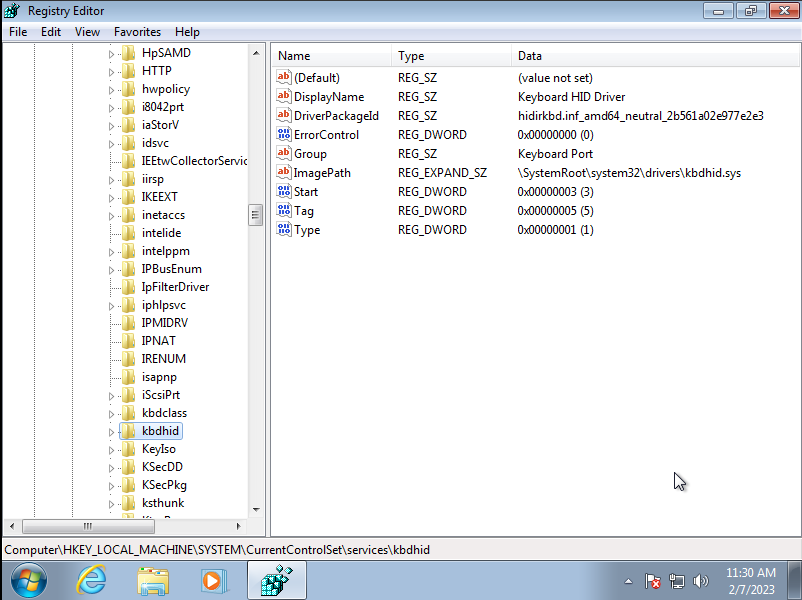 Registry Editor
File Edit View Favorites Help
HpSAMD
HTTP
hwpolicy
i8042prt
iaStorV
idsvc
IEEtwCollectorServic
iirsp
IKEEXT
inetaccs
intelide
intelppm
IPBusEnum
IpFilterDriver
iphlpsvc
IPMIDRV
IPNAT
IRENUM
isapnp
iScsiPrt
kbdclass
kbdhid
KeyIso
KSecDD
KSecPkg
ksthunk
Name Type Data
(Default) REG_SZ (value not set)
DisplayName REG_SZ Keyboard HID Driver
DriverPackageId REG_SZ hidirkbd.inf_amd64_neutral_2b561a02e977e2e3
ErrorControl REG_DWORD 0x00000000 (0)
Group REG_SZ Keyboard Port
ImagePath REG_EXPAND_SZ \SystemRoot\system32\drivers\kbdhid.sys
Start REG_DWORD 0x00000003 (3)
Tag REG_DWORD 0x00000005 (5)
Type REG_DWORD 0x00000001 (1)
Computer\HKEY_LOCAL_MACHINE\SYSTEM\CurrentControlSet\services\kbdhid
11:30 AM
2/7/2023